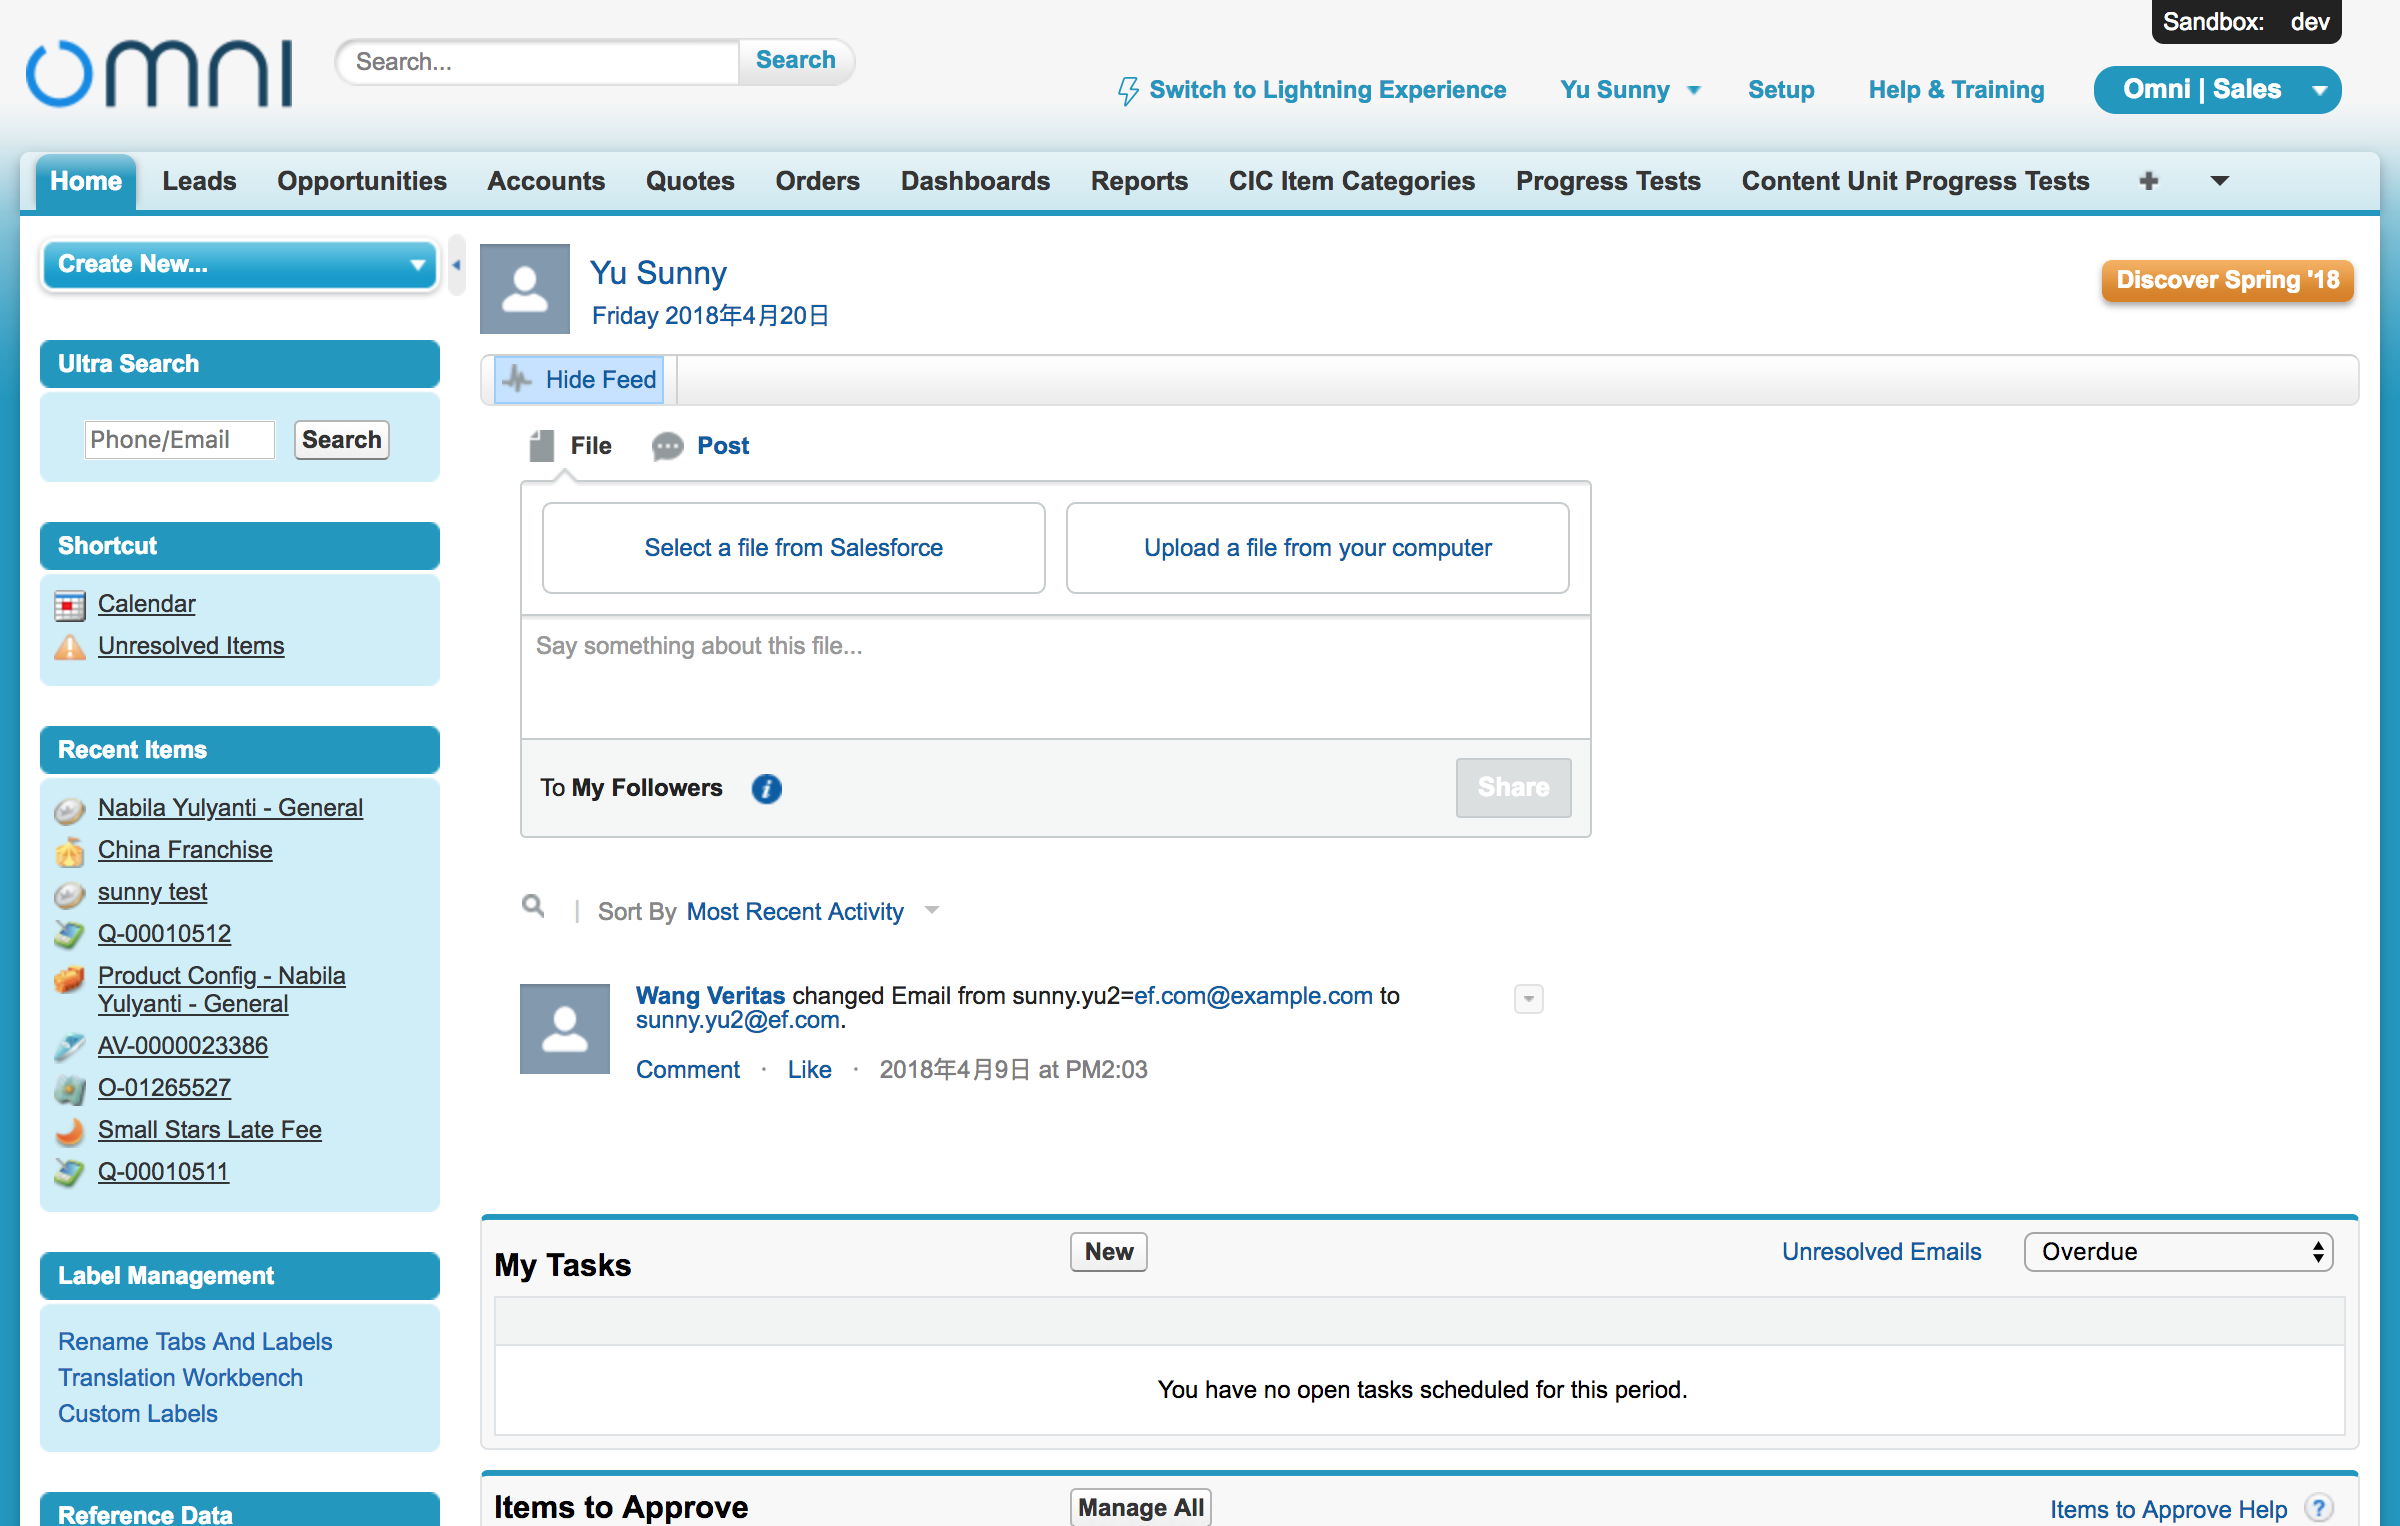 Sandbox: dev
omni
Search...
Search
Switch to Lightning Experience
Yu Sunny
Setup
Help & Training
Omni | Sales
Home
Leads
Opportunities
Accounts
Quotes
Orders
Dashboards
Reports
CIC Item Categories
Progress Tests
Content Unit Progress Tests
Create New...
Ultra Search
Phone/Email
Search
Shortcut
Calendar
Unresolved Items
Recent Items
Nabila Yulyanti - General
China Franchise
sunny test
Q-00010512
Product Config - Nabila
Yulyanti - General
AV-0000023386
O-01265527
Small Stars Late Fee
Q-00010511
Label Management
Rename Tabs And Labels
Translation Workbench
Custom Labels
Reference Data
Yu Sunny
Friday 2018年4月20日
Discover Spring '18
Hide Feed
File
Post
Select a file from Salesforce
Upload a file from your computer
Say something about this file...
To My Followers
Share
Sort By Most Recent Activity
Wang Veritas changed Email from sunny.yu2=ef.com@example.com to
sunny.yu2@ef.com.
Comment · Like · 2018年4月9日 at PM2:03
My Tasks
New
Unresolved Emails
Overdue
You have no open tasks scheduled for this period.
Items to Approve
Manage All
Items to Approve Help
?